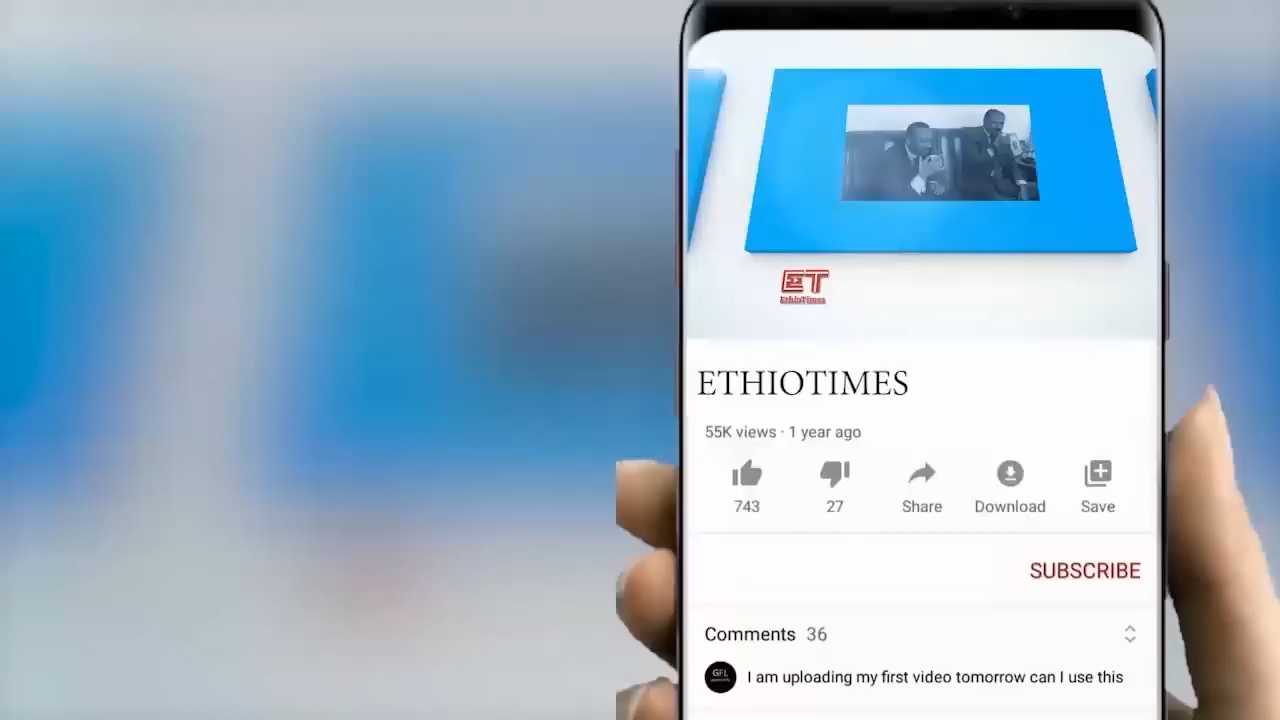 ET
EthioTimes
ETHIOTIMES
55K views · 1 year ago
743
27
Share
Download
Save
SUBSCRIBE
Comments 36
GFL
I am uploading my first video tomorrow can I use this